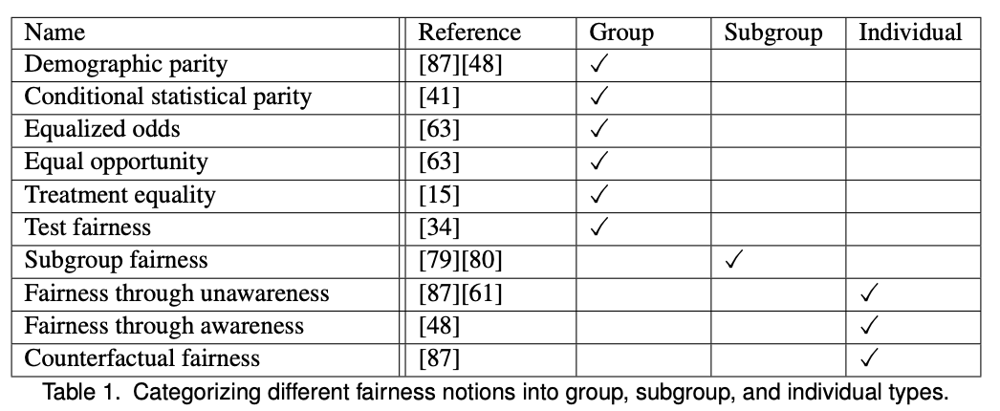 Name Reference Group Subgroup Individual
Demographic parity [87][48] ✓
Conditional statistical parity [41] ✓
Equalized odds [63] ✓
Equal opportunity [63] ✓
Treatment equality [15] ✓
Test fairness [34] ✓
Subgroup fairness [79][80] ✓
Fairness through unawareness [87][61] ✓
Fairness through awareness [48] ✓
Counterfactual fairness [87] ✓
Table 1. Categorizing different fairness notions into group, subgroup, and individual types.